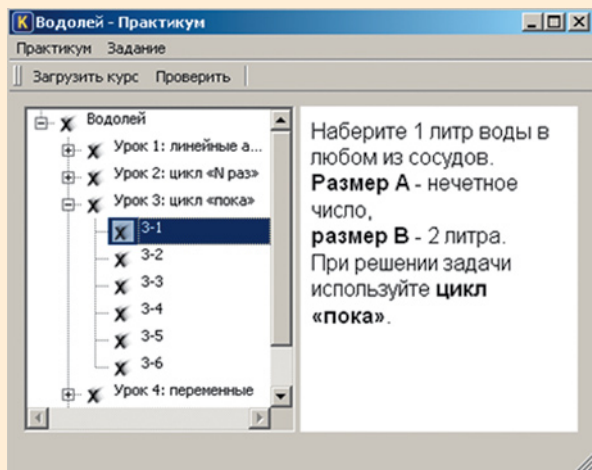 Водолей - Практикум
Практикум Задание
Загрузить курс Проверить
Водолей
Урок 1: линейные а...
Урок 2: цикл «N раз»
Урок 3: цикл «пока»
3-1
3-2
3-3
3-4
3-5
3-6
Урок 4: переменные
Наберите 1 литр воды в
любом из сосудов.
Размер А - нечетное
число,
размер В - 2 литра.
При решении задачи
используйте цикл
«пока».